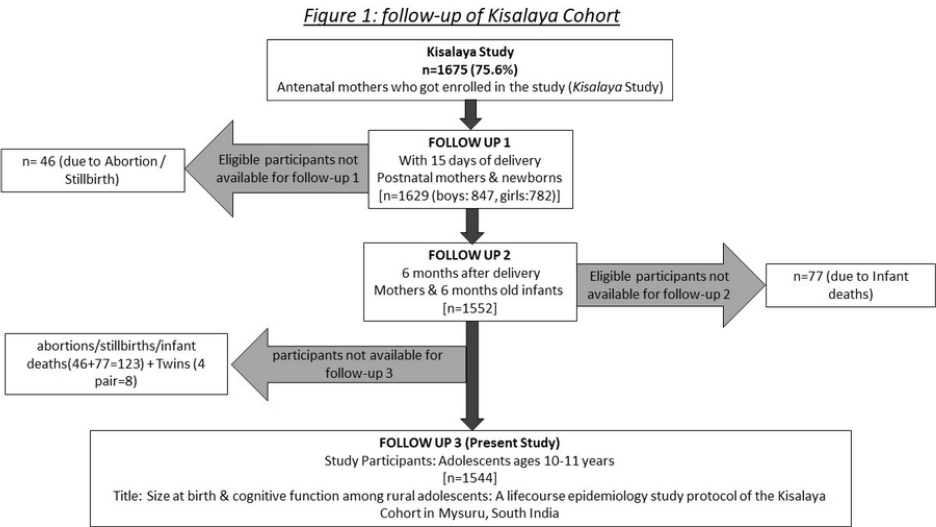 Figure 1: follow-up of Kisalaya Cohort
Kisalaya Study
n=1675 (75.6%)
Antenatal mothers who got enrolled in the study (Kisalaya Study)
FOLLOW UP 1
With 15 days of delivery
Postnatal mothers & newborns
[n=1629 (boys: 847, girls:782)]
Eligible participants not
available for follow-up 1
n= 46 (due to Abortion /
Stillbirth)
FOLLOW UP 2
6 months after delivery
Mothers & 6 months old infants
[n=1552]
Eligible participants not
available for follow-up 2
n=77 (due to Infant
deaths)
participants not available for
follow-up 3
abortions/stillbirths/infant
deaths(46+77=123) + Twins (4
pair=8)
FOLLOW UP 3 (Present Study)
Study Participants: Adolescents ages 10-11 years
[n=1544]
Title: Size at birth & cognitive function among rural adolescents: A lifecourse epidemiology study protocol of the Kisalaya
Cohort in Mysuru, South India